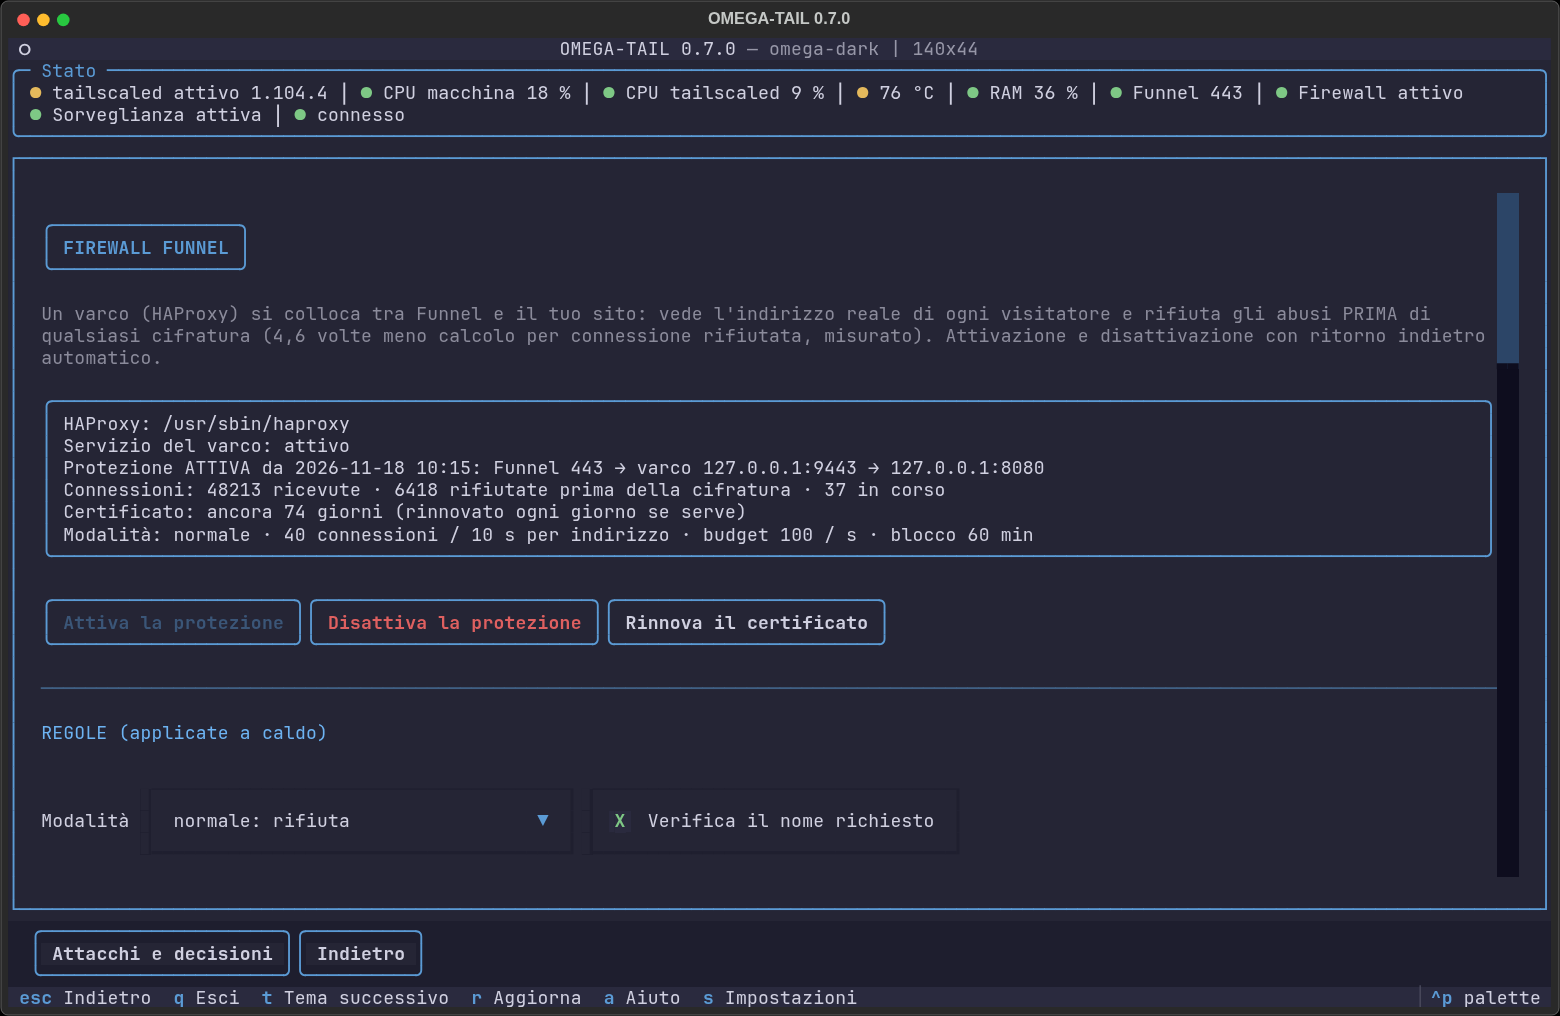 OMEGA-TAIL 0.7.0
OMEGA-TAIL 0.7.0 — omega-dark | 140x44
Stato
● tailscaled attivo 1.104.4 │ ● CPU macchina 18 % │ ● CPU tailscaled 9 % │ ● 76 °C │ ● RAM 36 % │ ● Funnel 443 │ ● Firewall attivo
● Sorveglianza attiva │ ● connesso
FIREWALL FUNNEL
Un varco (HAProxy) si colloca tra Funnel e il tuo sito: vede l'indirizzo reale di ogni visitatore e rifiuta gli abusi PRIMA di
qualsiasi cifratura (4,6 volte meno calcolo per connessione rifiutata, misurato). Attivazione e disattivazione con ritorno indietro
automatico.
HAProxy: /usr/sbin/haproxy
Servizio del varco: attivo
Protezione ATTIVA da 2026-11-18 10:15: Funnel 443 → varco 127.0.0.1:9443 → 127.0.0.1:8080
Connessioni: 48213 ricevute · 6418 rifiutate prima della cifratura · 37 in corso
Certificato: ancora 74 giorni (rinnovato ogni giorno se serve)
Modalità: normale · 40 connessioni / 10 s per indirizzo · budget 100 / s · blocco 60 min
Attiva la protezione Disattiva la protezione Rinnova il certificato
REGOLE (applicate a caldo)
Modalità normale: rifiuta ▼ X Verifica il nome richiesto
Attacchi e decisioni Indietro
esc Indietro q Esci t Tema successivo r Aggiorna a Aiuto s Impostazioni ^p palette